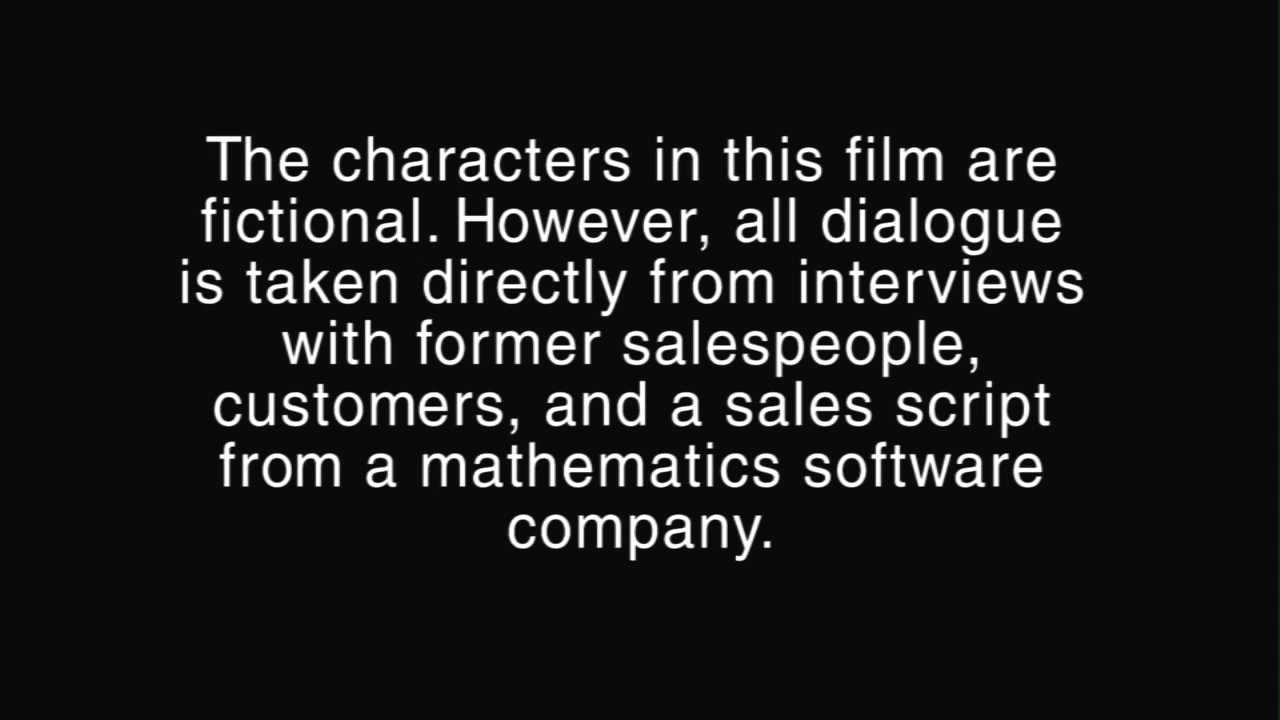 The characters in this film are
fictional. However, all dialogue
is taken directly from interviews
with former salespeople,
customers, and a sales script
from a mathematics software
company.